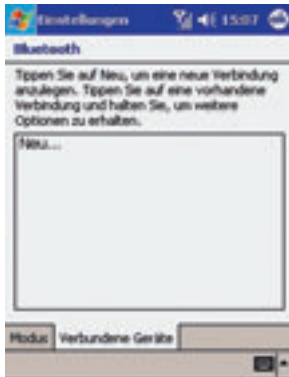 Einstellungen 15:07 ok
Bluetooth
Tippen Sie auf Neu, um eine neue Verbindung
anzulegen. Tippen Sie auf eine vorhandene
Verbindung und halten Sie, um weitere
Optionen zu erhalten.
Neu...
Modus Verbundene Geräte